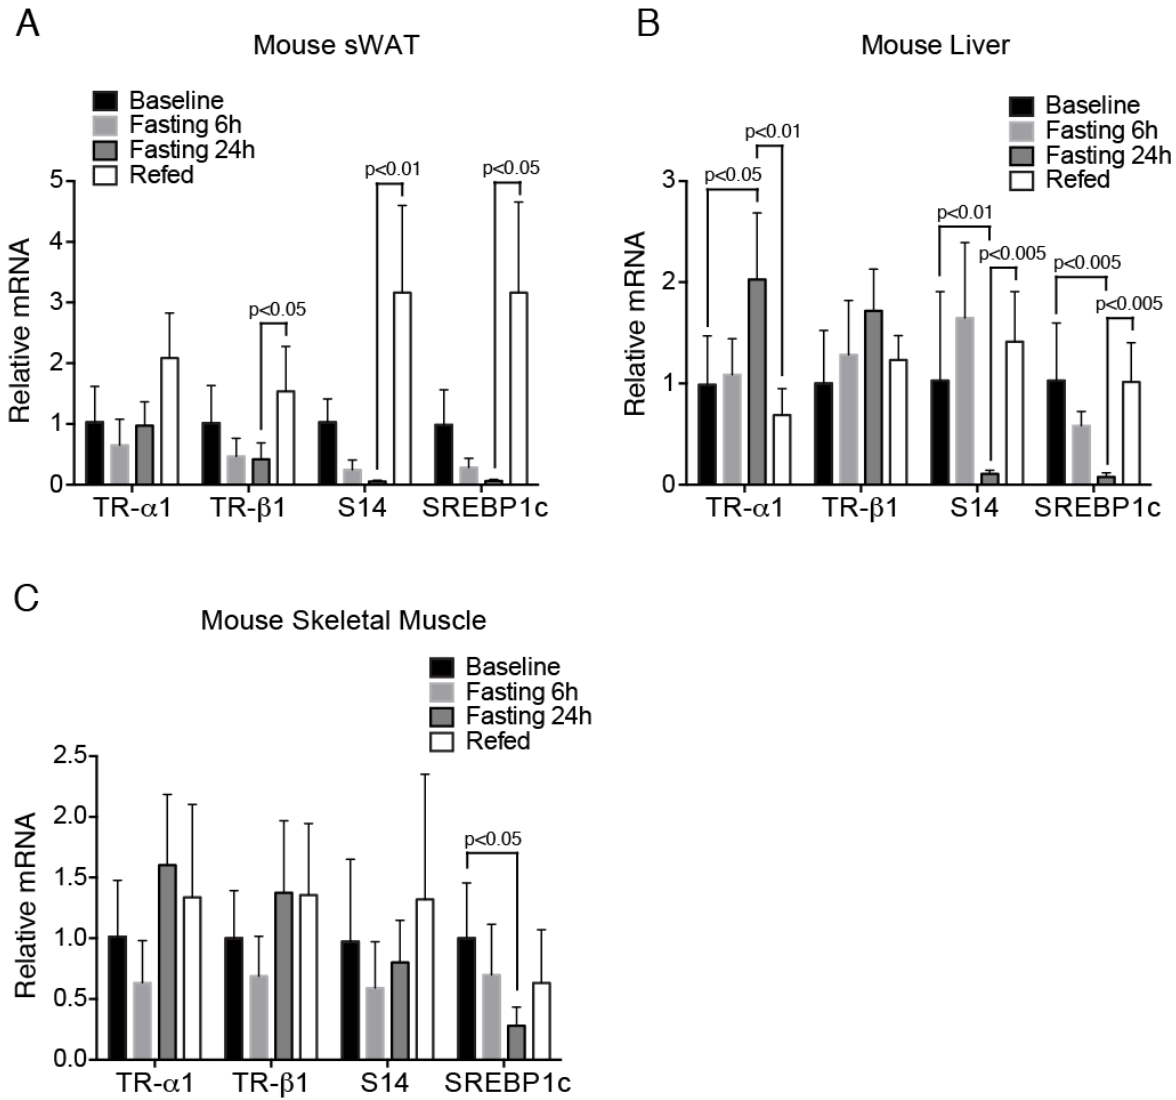 A
Mouse sWAT
Baseline
Fasting 6h
Fasting 24h
Refed
Relative mRNA
5
4
3
2
1
0
p<0.05
p<0.01
p<0.05
TR-α1
TR-β1
S14
SREBP1c
B
Mouse Liver
Baseline
Fasting 6h
Fasting 24h
Refed
Relative mRNA
3
2
1
0
p<0.05
p<0.01
p<0.01
p<0.005
p<0.005
p<0.005
TR-α1
TR-β1
S14
SREBP1c
C
Mouse Skeletal Muscle
Baseline
Fasting 6h
Fasting 24h
Refed
Relative mRNA
2.5
2.0
1.5
1.0
0.5
0.0
p<0.05
TR-α1
TR-β1
S14
SREBP1c